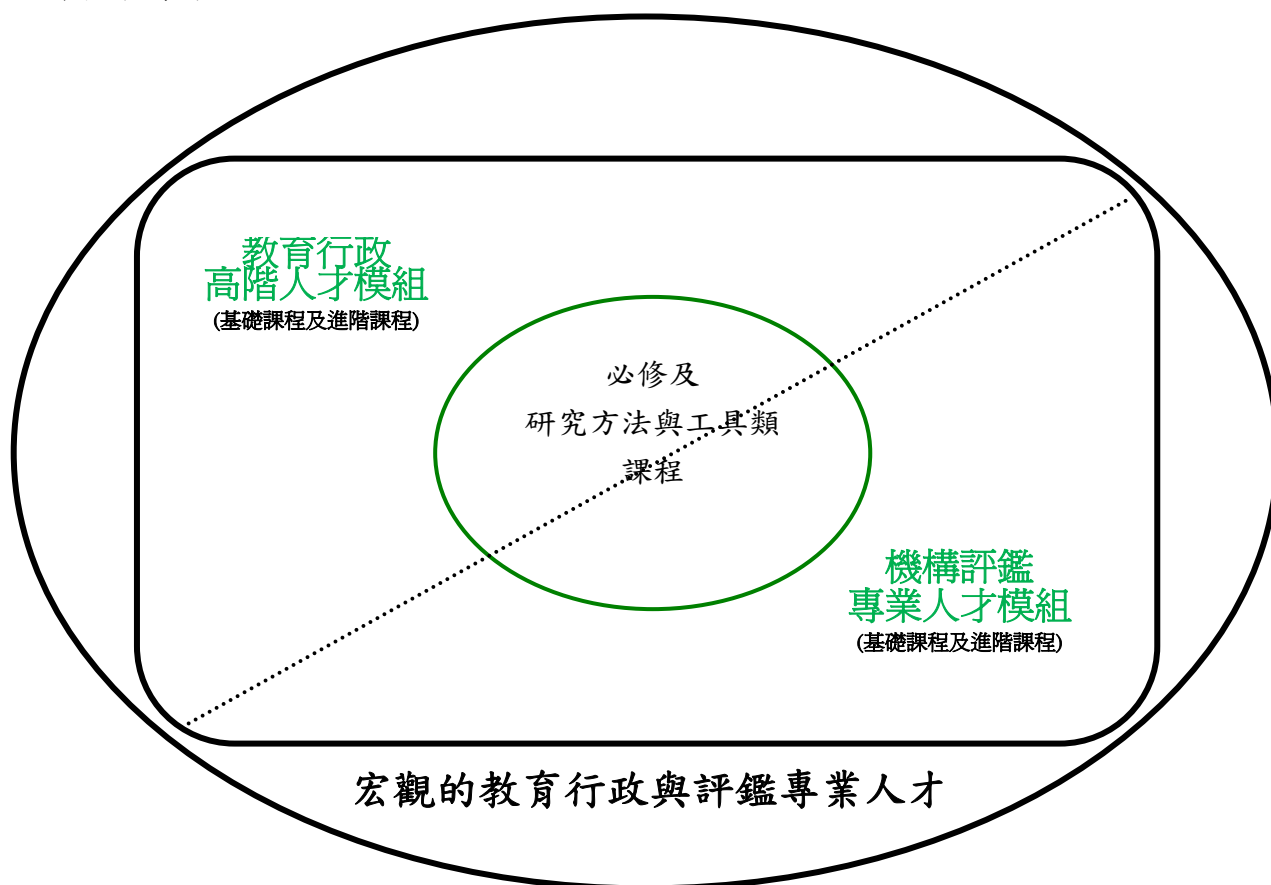 教育行政
高階人才模組
(基礎課程及進階課程)
必修及
研究方法與工具類
課程
機構評鑑
專業人才模組
(基礎課程及進階課程)
宏觀的教育行政與評鑑專業人才